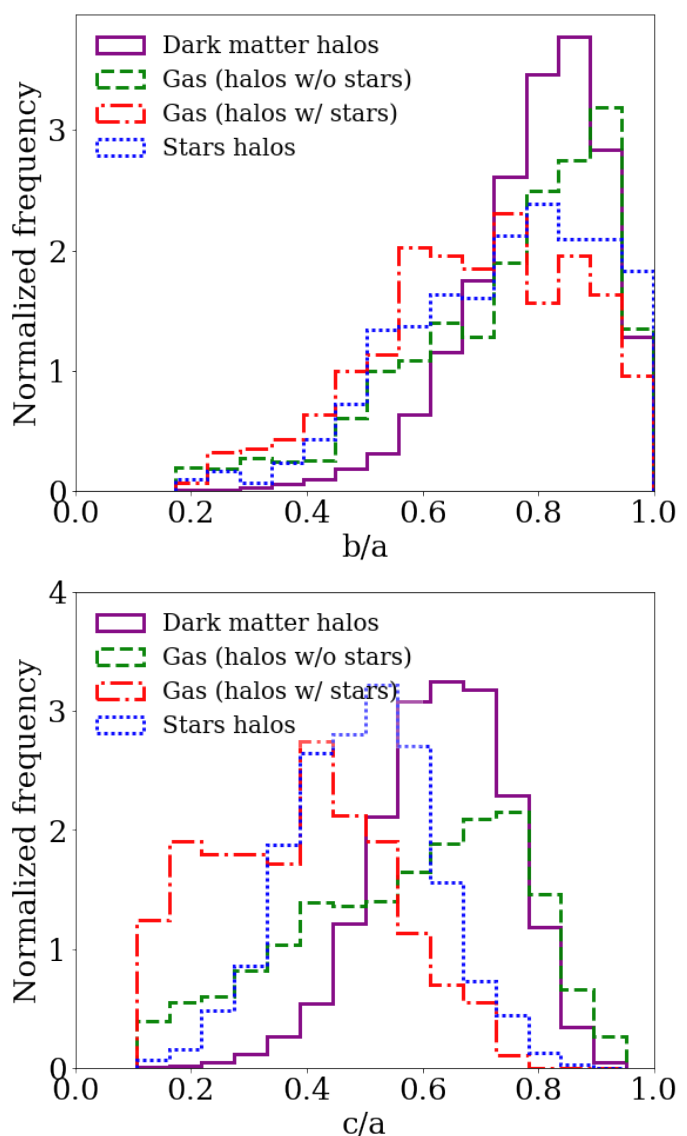 Normalized frequency
3
2
1
0
Dark matter halos
Gas (halos w/o stars)
Gas (halos w/ stars)
Stars halos
0.0 0.2 0.4 0.6 0.8 1.0
b/a
Normalized frequency
4
3
2
1
0
Dark matter halos
Gas (halos w/o stars)
Gas (halos w/ stars)
Stars halos
0.0 0.2 0.4 0.6 0.8 1.0
c/a